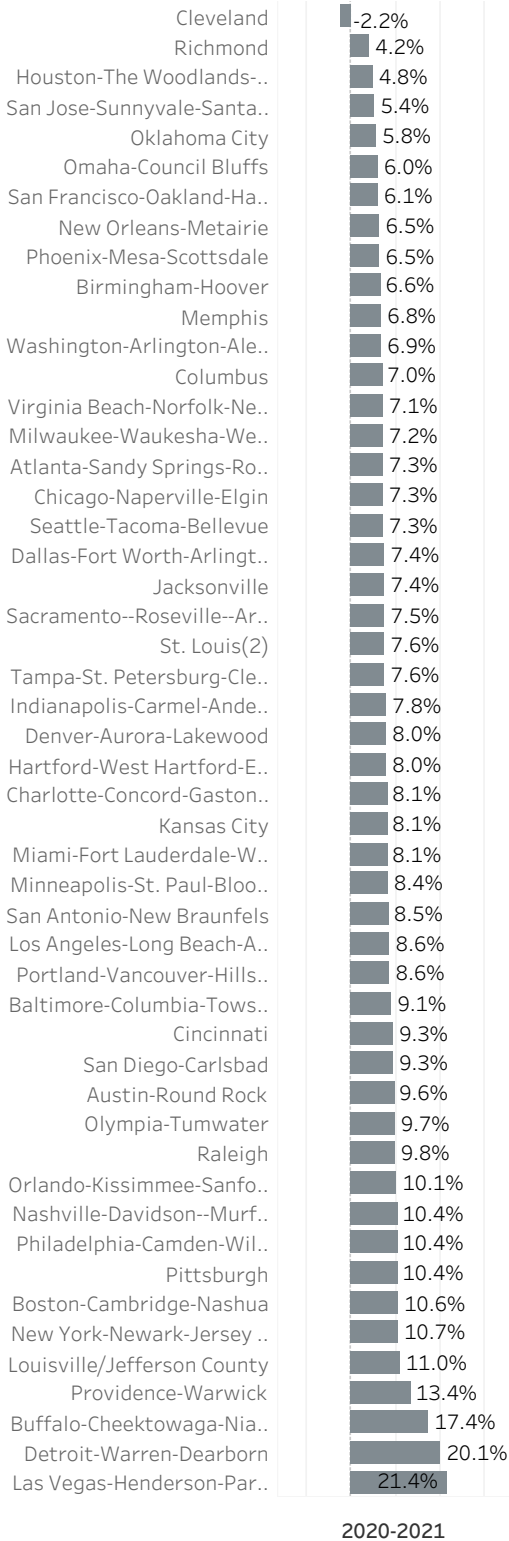 Cleveland -2.2%
Richmond 4.2%
Houston-The Woodlands-.. 4.8%
San Jose-Sunnyvale-Santa.. 5.4%
Oklahoma City 5.8%
Omaha-Council Bluffs 6.0%
San Francisco-Oakland-Ha.. 6.1%
New Orleans-Metairie 6.5%
Phoenix-Mesa-Scottsdale 6.5%
Birmingham-Hoover 6.6%
Memphis 6.8%
Washington-Arlington-Ale.. 6.9%
Columbus 7.0%
Virginia Beach-Norfolk-Ne.. 7.1%
Milwaukee-Waukesha-We.. 7.2%
Atlanta-Sandy Springs-Ro.. 7.3%
Chicago-Naperville-Elgin 7.3%
Seattle-Tacoma-Bellevue 7.3%
Dallas-Fort Worth-Arlingt.. 7.4%
Jacksonville 7.4%
Sacramento--Roseville--Ar.. 7.5%
St. Louis(2) 7.6%
Tampa-St. Petersburg-Cle.. 7.6%
Indianapolis-Carmel-Ande.. 7.8%
Denver-Aurora-Lakewood 8.0%
Hartford-West Hartford-E.. 8.0%
Charlotte-Concord-Gaston.. 8.1%
Kansas City 8.1%
Miami-Fort Lauderdale-W.. 8.1%
Minneapolis-St. Paul-Bloo.. 8.4%
San Antonio-New Braunfels 8.5%
Los Angeles-Long Beach-A.. 8.6%
Portland-Vancouver-Hills.. 8.6%
Baltimore-Columbia-Tows.. 9.1%
Cincinnati 9.3%
San Diego-Carlsbad 9.3%
Austin-Round Rock 9.6%
Olympia-Tumwater 9.7%
Raleigh 9.8%
Orlando-Kissimmee-Sanfo.. 10.1%
Nashville-Davidson--Murf.. 10.4%
Philadelphia-Camden-Wil.. 10.4%
Pittsburgh 10.4%
Boston-Cambridge-Nashua 10.6%
New York-Newark-Jersey .. 10.7%
Louisville/Jefferson County 11.0%
Providence-Warwick 13.4%
Buffalo-Cheektowaga-Nia.. 17.4%
Detroit-Warren-Dearborn 20.1%
Las Vegas-Henderson-Par.. 21.4%
2020-2021